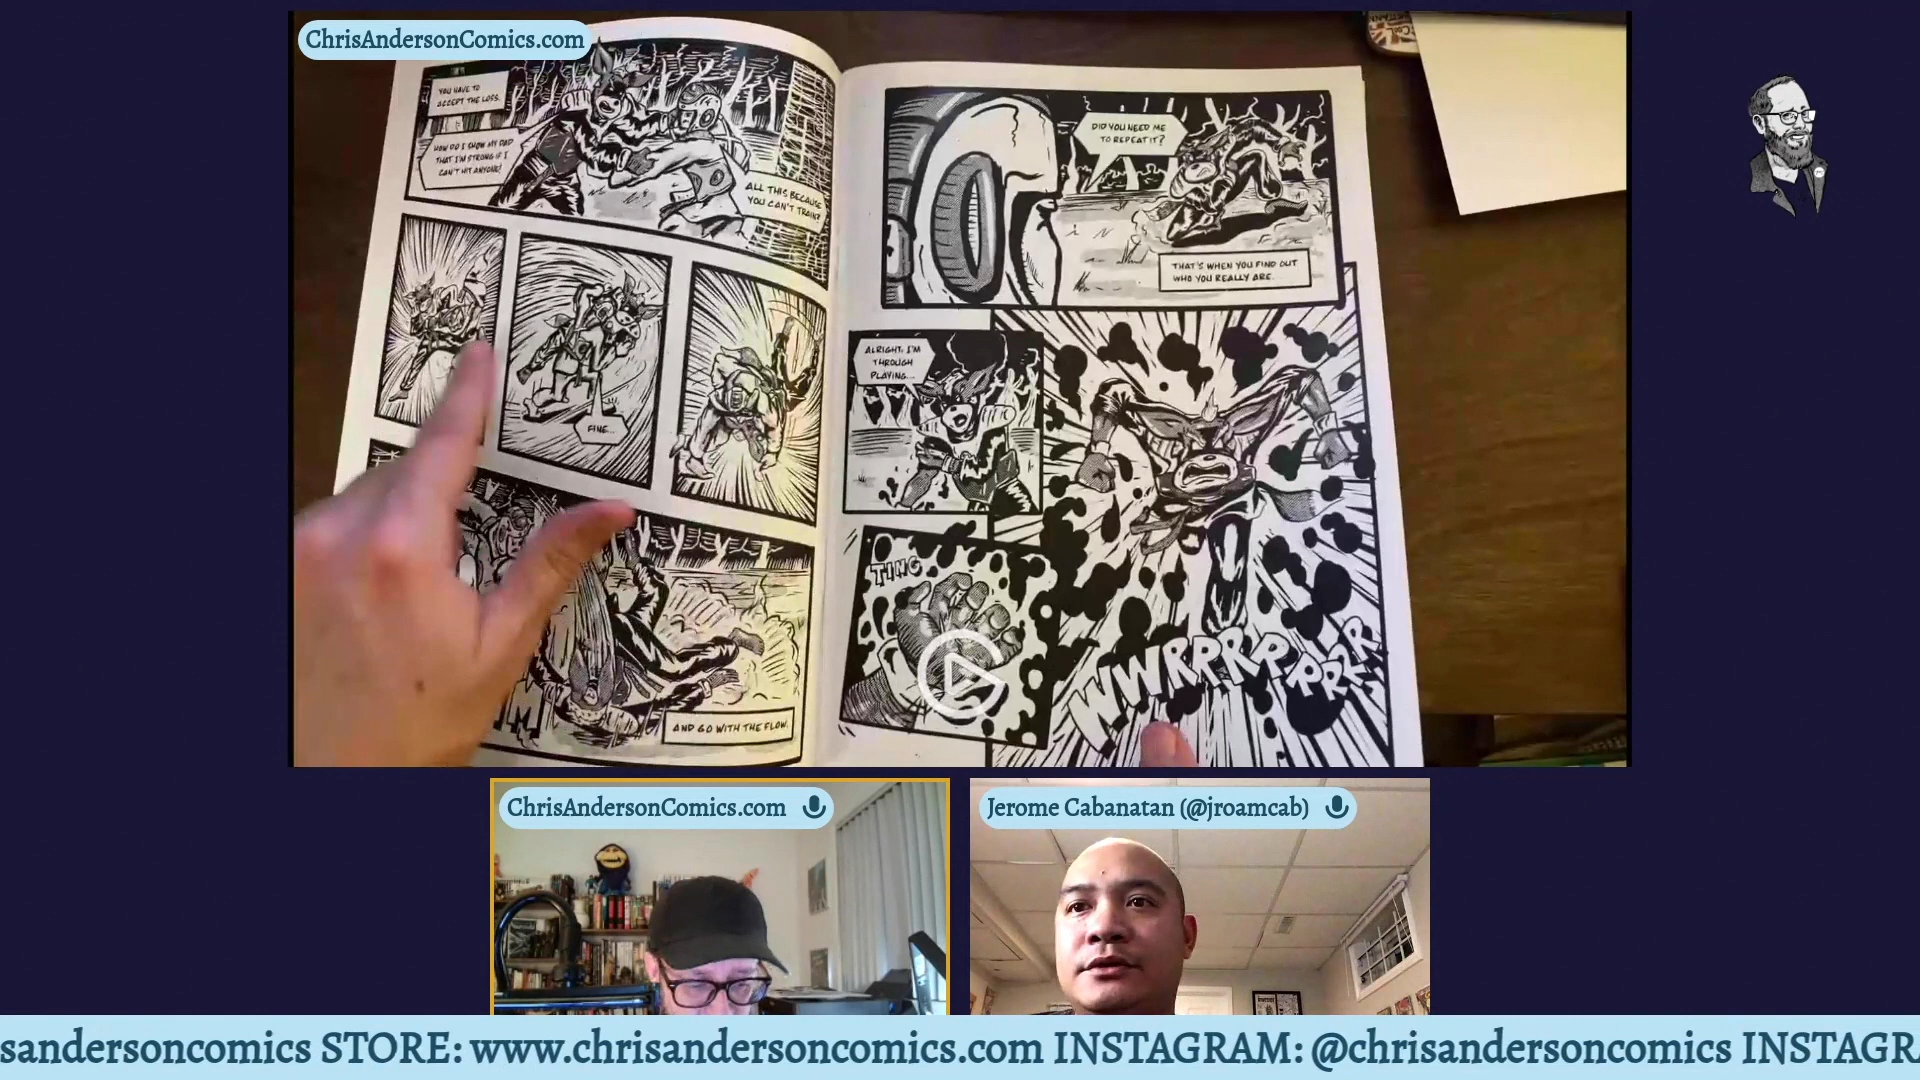 ChrisAndersonComics.com
YOU HAVE TO
ACCEPT THE LOSS.
HOW DO I SHOW MY DAD
THAT I'M STRONG IF I
CAN'T HIT ANYONE!
ALL THIS BECAUSE
YOU CAN'T TRAIN?
FINE...
AND GO WITH THE FLOW.
DID YOU NEED ME
TO REPEAT IT?
THAT'S WHEN YOU FIND OUT
WHO YOU REALLY ARE.
ALRIGHT, I'M
THROUGH
PLAYING...
TING
WWRRRRRRRR
ChrisAndersonComics.com
Jerome Cabanatan (@jroamcab)
sandersoncomics STORE: www.chrisandersoncomics.com INSTAGRAM: @chrisandersoncomics INSTAGRA